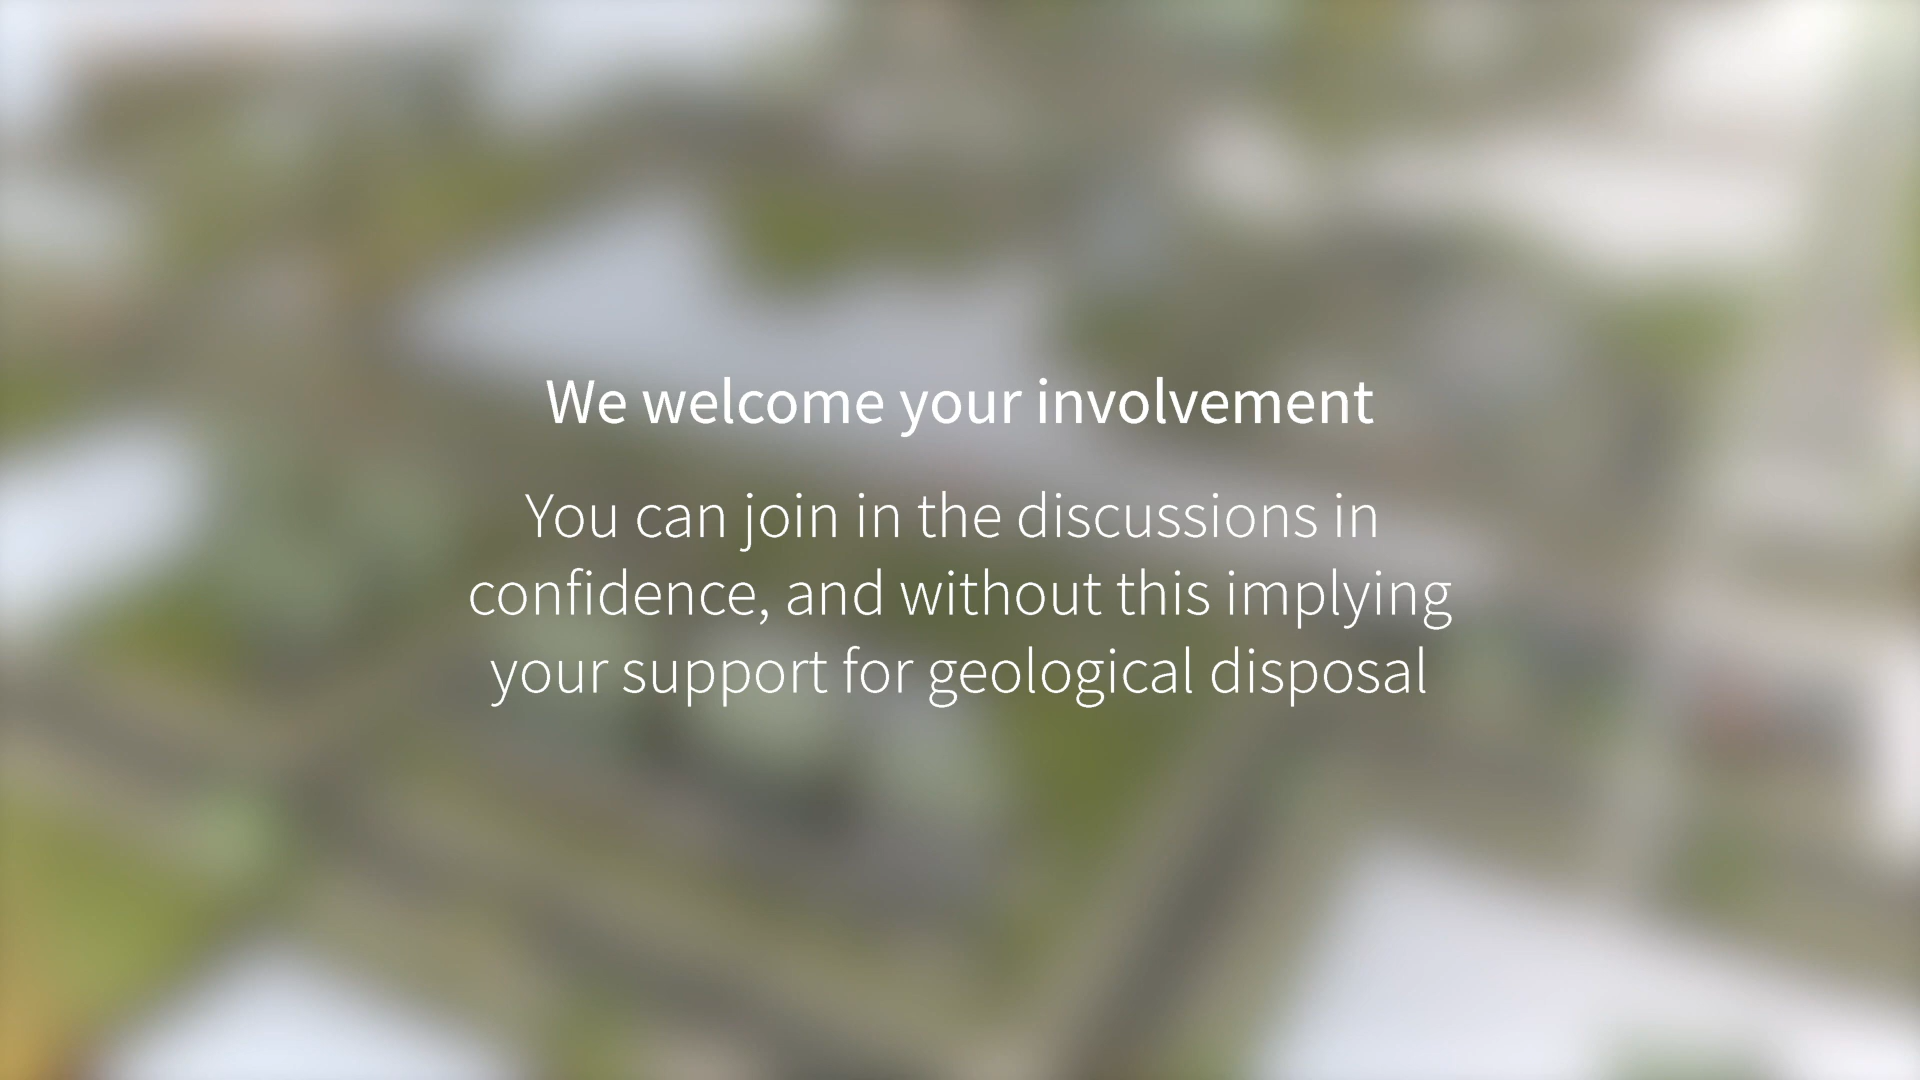 We welcome your involvement
You can join in the discussions in
confidence, and without this implying
your support for geological disposal